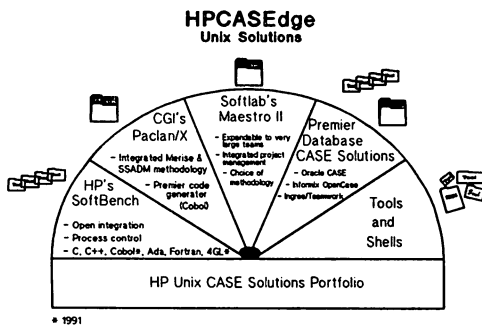 HPCASEdge
Unix Solutions
Softlab's
Maestro II
- Expandable to very
large teams
- Integrated project
management
- Choice of
methodology
CGI's
Paclan/X
- Integrated Merise &
SSADM methodology
- Premier code
generator
(Cobol)
Premier Database
CASE Solutions
- Oracle CASE
- Informix OpenCase
- Ingres/Teamwork
HP's
SoftBench
- Open integration
- Process control
- C, C++, Cobol*, Ada, Fortran, 4GL*
Tools
and
Shells
HP Unix CASE Solutions Portfolio
* 1991